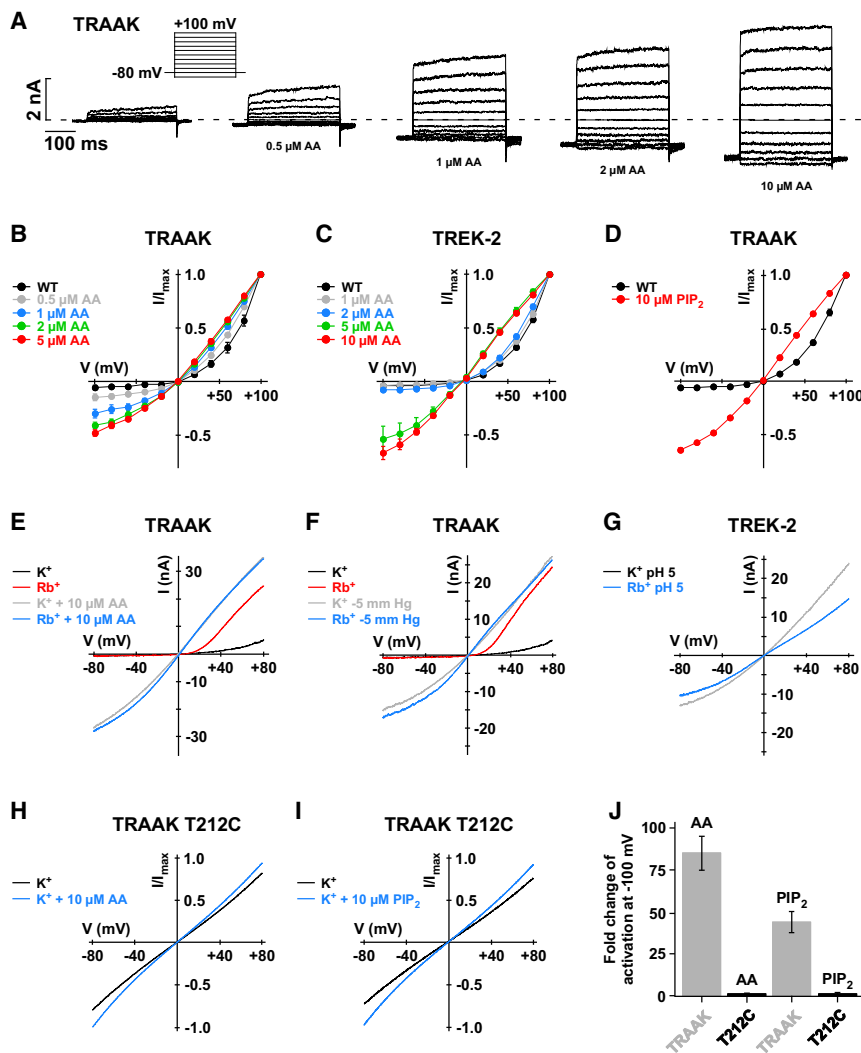 A
TRAAK
+100 mV
-80 mV
2 nA
100 ms
0.5 µM AA
1 µM AA
2 µM AA
10 µM AA
B
TRAAK
WT
0.5 µM AA
1 µM AA
2 µM AA
5 µM AA
I/Imax
1.0
0.5
V (mV)
+50
+100
-0.5
C
TREK-2
WT
1 µM AA
2 µM AA
5 µM AA
10 µM AA
I/Imax
1.0
0.5
V (mV)
+50
+100
-0.5
D
TRAAK
WT
10 µM PIP2
I/Imax
1.0
0.5
V (mV)
+50
+100
-0.5
E
TRAAK
K+
Rb+
K+ + 10 µM AA
Rb+ + 10 µM AA
I (nA)
30
10
V (mV)
-80
-40
+40
+80
-10
-30
F
TRAAK
K+
Rb+
K+ -5 mm Hg
Rb+ -5 mm Hg
I (nA)
20
10
V (mV)
-80
-40
+40
+80
-10
-20
G
TREK-2
K+ pH 5
Rb+ pH 5
I (nA)
20
10
V (mV)
-80
-40
+40
+80
-10
-20
H
TRAAK T212C
K+
K+ + 10 µM AA
I/Imax
1.0
0.5
V (mV)
-80
-40
+40
+80
-0.5
-1.0
I
TRAAK T212C
K+
K+ + 10 µM PIP2
I/Imax
1.0
0.5
V (mV)
-80
-40
+40
+80
-0.5
-1.0
J
Fold change of
activation at -100 mV
100
75
50
25
0
AA
AA
PIP2
PIP2
TRAAK
T212C
TRAAK
T212C